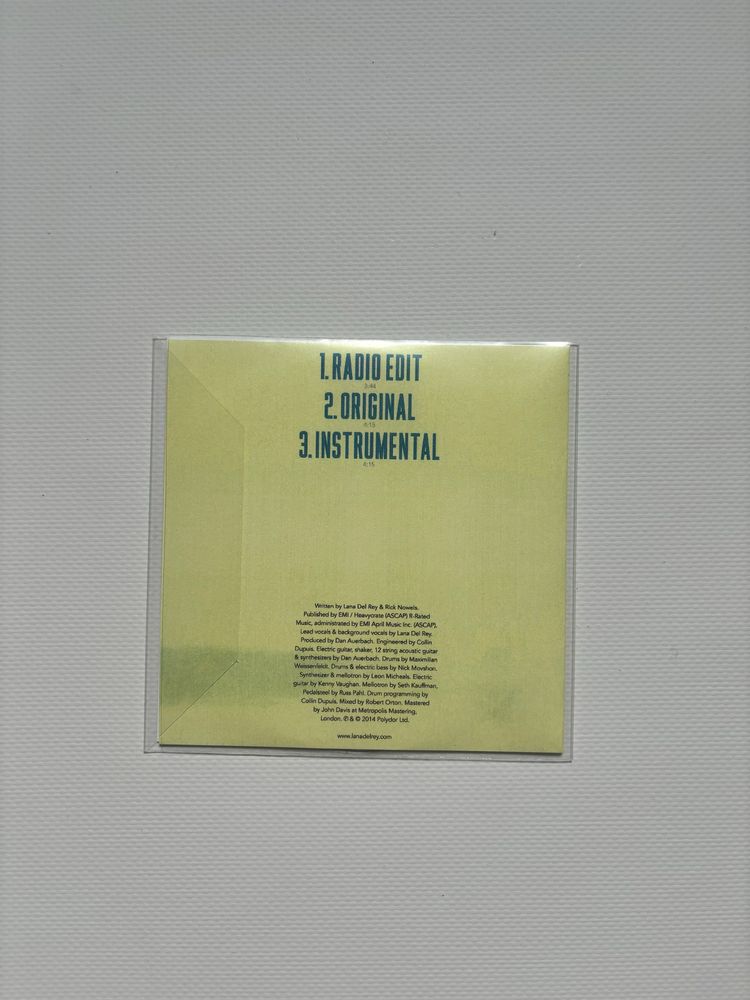 1. RADIO EDIT
3:44
2. ORIGINAL
4:15
3. INSTRUMENTAL
4:15
Written by Lana Del Rey & Rick Nowels.
Published by EMI / Heavycrate (ASCAP) R-Rated
Music, administrated by EMI April Music Inc. (ASCAP),
Lead vocals & background vocals by Lana Del Rey.
Produced by Dan Auerbach. Engineered by Collin
Dupuis. Electric guitar, shaker, 12 string acoustic guitar
& synthesizers by Dan Auerbach. Drums by Maximilian
Weissenfeldt. Drums & electric bass by Nick Movshon.
Synthesizer & mellotron by Leon Micheals. Electric
guitar by Kenny Vaughan. Mellotron by Seth Kauffman,
Pedalsteel by Russ Pahl. Drum programming by
Collin Dupuis. Mixed by Robert Orton. Mastered
by John Davis at Metropolis Mastering,
London. ℗ & © 2014 Polydor Ltd.
www.lanadelrey.com